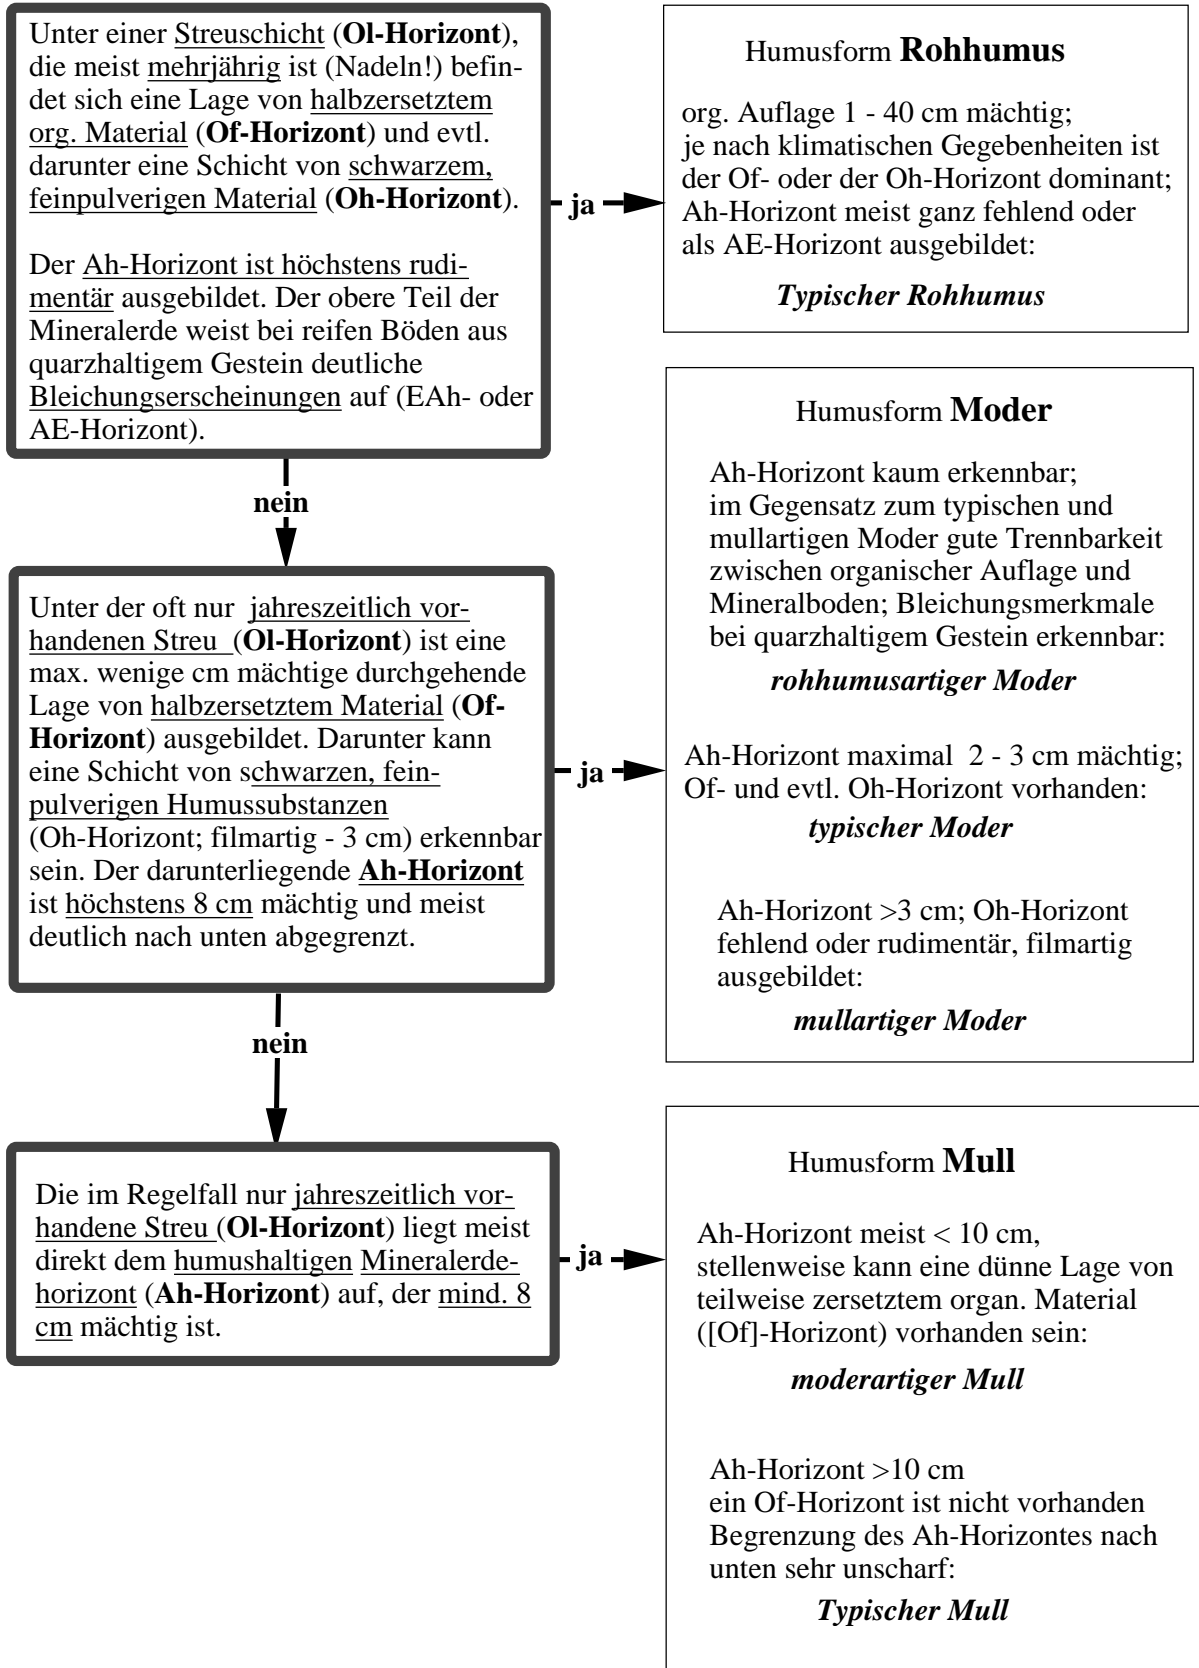 Unter einer Streuschicht (Ol-Horizont),
die meist mehrjährig ist (Nadeln!) befin-
det sich eine Lage von halbzersetztem
org. Material (Of-Horizont) und evtl.
darunter eine Schicht von schwarzem,
feinpulverigen Material (Oh-Horizont).
Der Ah-Horizont ist höchstens rudi-
mentär ausgebildet. Der obere Teil der
Mineralerde weist bei reifen Böden aus
quarzhaltigem Gestein deutliche
Bleichungserscheinungen auf (EAh- oder
AE-Horizont).
ja
Humusform Rohhumus
org. Auflage 1 - 40 cm mächtig;
je nach klimatischen Gegebenheiten ist
der Of- oder der Oh-Horizont dominant;
Ah-Horizont meist ganz fehlend oder
als AE-Horizont ausgebildet:
Typischer Rohhumus
nein
Unter der oft nur jahreszeitlich vor-
handenen Streu (Ol-Horizont) ist eine
max. wenige cm mächtige durchgehende
Lage von halbzersetztem Material (Of-
Horizont) ausgebildet. Darunter kann
eine Schicht von schwarzen, fein-
pulverigen Humussubstanzen
(Oh-Horizont; filmartig - 3 cm) erkennbar
sein. Der darunterliegende Ah-Horizont
ist höchstens 8 cm mächtig und meist
deutlich nach unten abgegrenzt.
ja
Humusform Moder
Ah-Horizont kaum erkennbar;
im Gegensatz zum typischen und
mullartigen Moder gute Trennbarkeit
zwischen organischer Auflage und
Mineralboden; Bleichungsmerkmale
bei quarzhaltigem Gestein erkennbar:
rohhumusartiger Moder
Ah-Horizont maximal 2 - 3 cm mächtig;
Of- und evtl. Oh-Horizont vorhanden:
typischer Moder
Ah-Horizont >3 cm; Oh-Horizont
fehlend oder rudimentär, filmartig
ausgebildet:
mullartiger Moder
nein
Die im Regelfall nur jahreszeitlich vor-
handene Streu (Ol-Horizont) liegt meist
direkt dem humushaltigen Mineralerde-
horizont (Ah-Horizont) auf, der mind. 8
cm mächtig ist.
ja
Humusform Mull
Ah-Horizont meist < 10 cm,
stellenweise kann eine dünne Lage von
teilweise zersetztem organ. Material
([Of]-Horizont) vorhanden sein:
moderartiger Mull
Ah-Horizont >10 cm
ein Of-Horizont ist nicht vorhanden
Begrenzung des Ah-Horizontes nach
unten sehr unscharf:
Typischer Mull